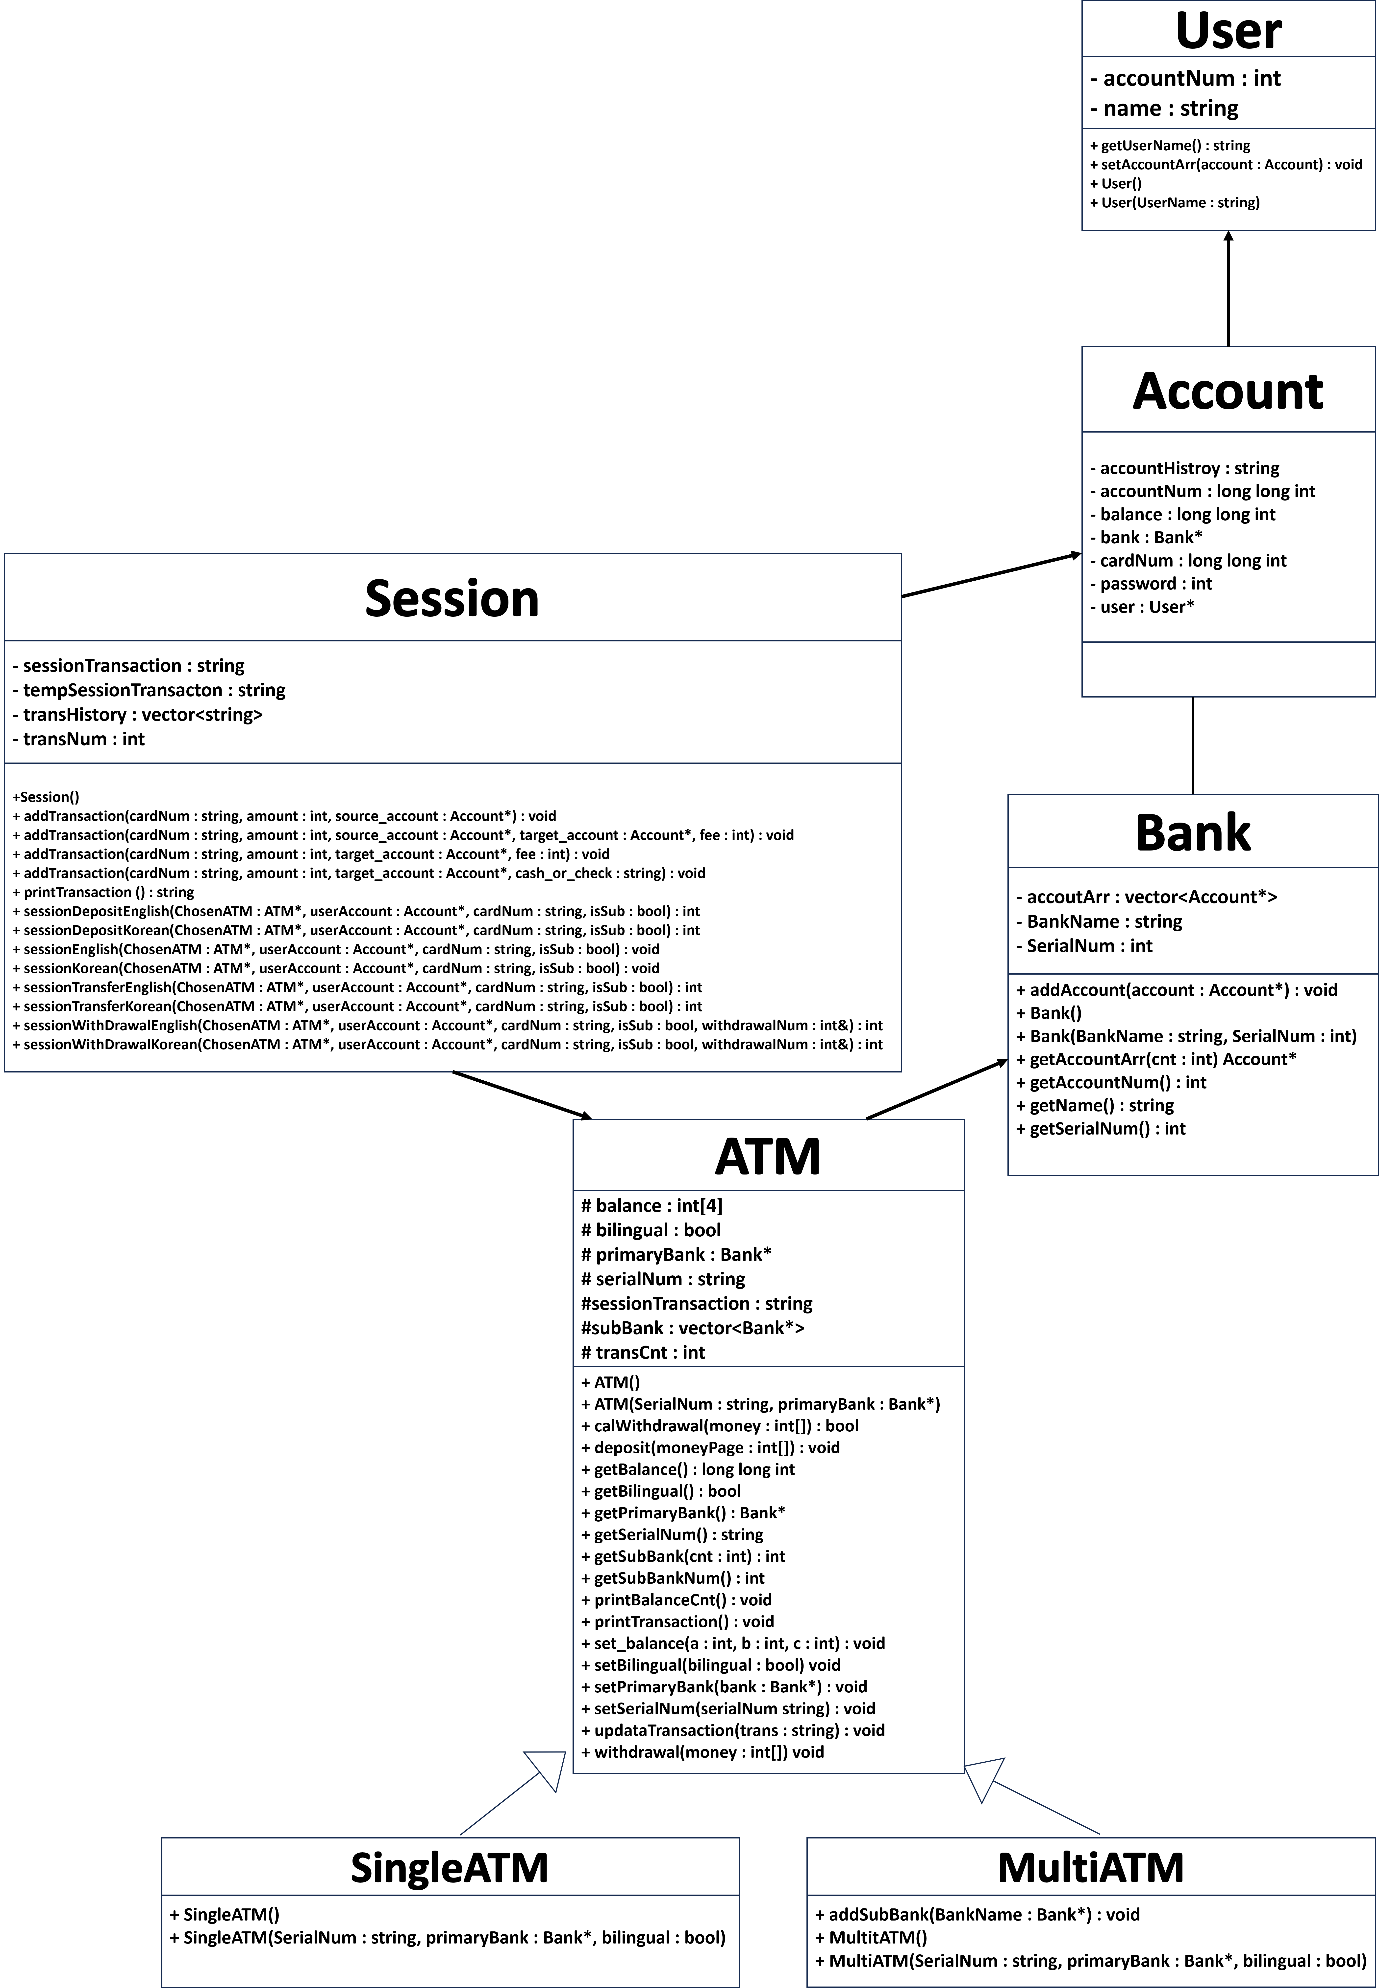 User
- accountNum : int
- name : string
+ getUserName() : string
+ setAccountArr(account : Account) : void
+ User()
+ User(UserName : string)
Account
- accountHistroy : string
- accountNum : long long int
- balance : long long int
- bank : Bank*
- cardNum : long long int
- password : int
- user : User*
Session
- sessionTransaction : string
- tempSessionTransacton : string
- transHistory : vector<string>
- transNum : int
+Session()
+ addTransaction(cardNum : string, amount : int, source_account : Account*) : void
+ addTransaction(cardNum : string, amount : int, source_account : Account*, target_account : Account*, fee : int) : void
+ addTransaction(cardNum : string, amount : int, target_account : Account*, fee : int) : void
+ addTransaction(cardNum : string, amount : int, target_account : Account*, cash_or_check : string) : void
+ printTransaction () : string
+ sessionDepositEnglish(ChosenATM : ATM*, userAccount : Account*, cardNum : string, isSub : bool) : int
+ sessionDepositKorean(ChosenATM : ATM*, userAccount : Account*, cardNum : string, isSub : bool) : int
+ sessionEnglish(ChosenATM : ATM*, userAccount : Account*, cardNum : string, isSub : bool) : void
+ sessionKorean(ChosenATM : ATM*, userAccount : Account*, cardNum : string, isSub : bool) : void
+ sessionTransferEnglish(ChosenATM : ATM*, userAccount : Account*, cardNum : string, isSub : bool) : int
+ sessionTransferKorean(ChosenATM : ATM*, userAccount : Account*, cardNum : string, isSub : bool) : int
+ sessionWithDrawalEnglish(ChosenATM : ATM*, userAccount : Account*, cardNum : string, isSub : bool, withdrawalNum : int&) : int
+ sessionWithDrawalKorean(ChosenATM : ATM*, userAccount : Account*, cardNum : string, isSub : bool, withdrawalNum : int&) : int
Bank
- accoutArr : vector<Account*>
- BankName : string
- SerialNum : int
+ addAccount(account : Account*) : void
+ Bank()
+ Bank(BankName : string, SerialNum : int)
+ getAccountArr(cnt : int) Account*
+ getAccountNum() : int
+ getName() : string
+ getSerialNum() : int
ATM
# balance : int[4]
# bilingual : bool
# primaryBank : Bank*
# serialNum : string
#sessionTransaction : string
#subBank : vector<Bank*>
# transCnt : int
+ ATM()
+ ATM(SerialNum : string, primaryBank : Bank*)
+ calWithdrawal(money : int[]) : bool
+ deposit(moneyPage : int[]) : void
+ getBalance() : long long int
+ getBilingual() : bool
+ getPrimaryBank() : Bank*
+ getSerialNum() : string
+ getSubBank(cnt : int) : int
+ getSubBankNum() : int
+ printBalanceCnt() : void
+ printTransaction() : void
+ set_balance(a : int, b : int, c : int) : void
+ setBilingual(bilingual : bool) void
+ setPrimaryBank(bank : Bank*) : void
+ setSerialNum(serialNum string) : void
+ updataTransaction(trans : string) : void
+ withdrawal(money : int[]) void
SingleATM
+ SingleATM()
+ SingleATM(SerialNum : string, primaryBank : Bank*, bilingual : bool)
MultiATM
+ addSubBank(BankName : Bank*) : void
+ MultitATM()
+ MultiATM(SerialNum : string, primaryBank : Bank*, bilingual : bool)